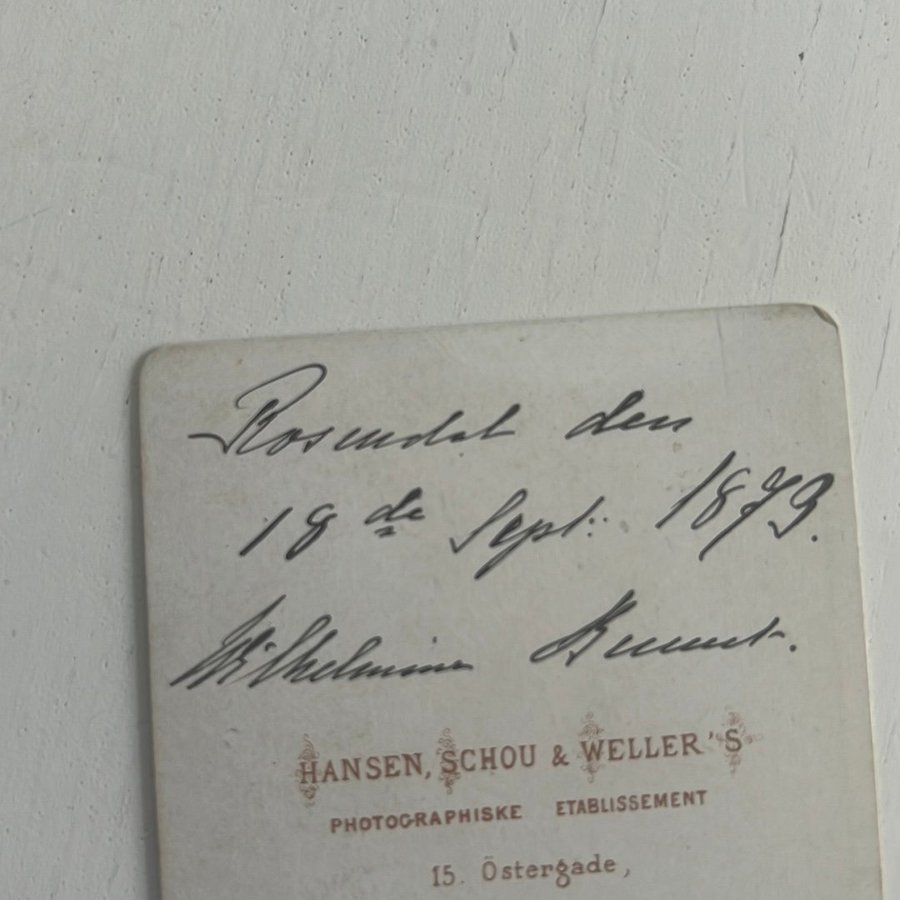 Rosendal den
18de Sept: 1873.
Wilhelmine
HANSEN, SCHOU & WELLER'S
PHOTOGRAPHISKE ETABLISSEMENT
15. Östergade,